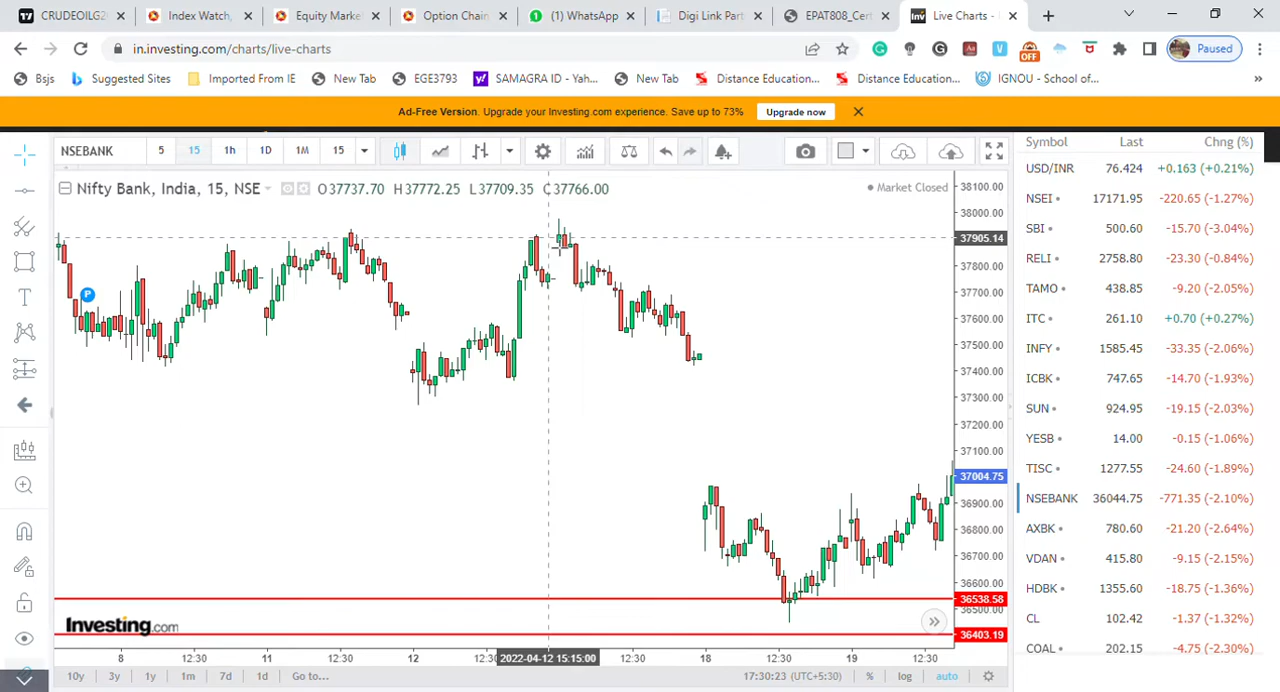 CRUDEOILG2
Index Watch,
Equity Marke
Option Chain
(1) WhatsApp
Digi Link Part
EPAT808_Cert
Live Charts -
in.investing.com/charts/live-charts
Paused
OFF
Bsjs
Suggested Sites
Imported From IE
New Tab
EGE3793
SAMAGRA ID - Yah...
New Tab
Distance Education...
Distance Education...
IGNOU - School of...
Ad-Free Version. Upgrade your Investing.com experience. Save up to 73%
Upgrade now
NSEBANK 5 15 1h 1D 1M 15
Nifty Bank, India, 15, NSE O37737.70 H37772.25 L37709.35 C37766.00
Market Closed
P
38100.00
38000.00
37905.14
37800.00
37700.00
37600.00
37500.00
37400.00
37300.00
37200.00
37100.00
37004.75
36900.00
36800.00
36700.00
36600.00
36538.58
36500.00
36403.19
Investing.com
8 12:30 11 12:30 12 12:30 2022-04-12 15:15:00 12:30 18 12:30 19 12:30
10y 3y 1y 1m 7d 1d Go to... 17:30:23 (UTC+5:30) % log auto
Symbol Last Chng (%)
USD/INR 76.424 +0.163 (+0.21%)
NSEI 17171.95 -220.65 (-1.27%)
SBI 500.60 -15.70 (-3.04%)
RELI 2758.80 -23.30 (-0.84%)
TAMO 438.85 -9.20 (-2.05%)
ITC 261.10 +0.70 (+0.27%)
INFY 1585.45 -33.35 (-2.06%)
ICBK 747.65 -14.70 (-1.93%)
SUN 924.95 -19.15 (-2.03%)
YESB 14.00 -0.15 (-1.06%)
TISC 1277.55 -24.60 (-1.89%)
NSEBANK 36044.75 -771.35 (-2.10%)
AXBK 780.60 -21.20 (-2.64%)
VDAN 415.80 -9.15 (-2.15%)
HDBK 1355.60 -18.75 (-1.36%)
CL 102.42 -1.37 (-1.32%)
COAL 202.15 -4.75 (-2.30%)